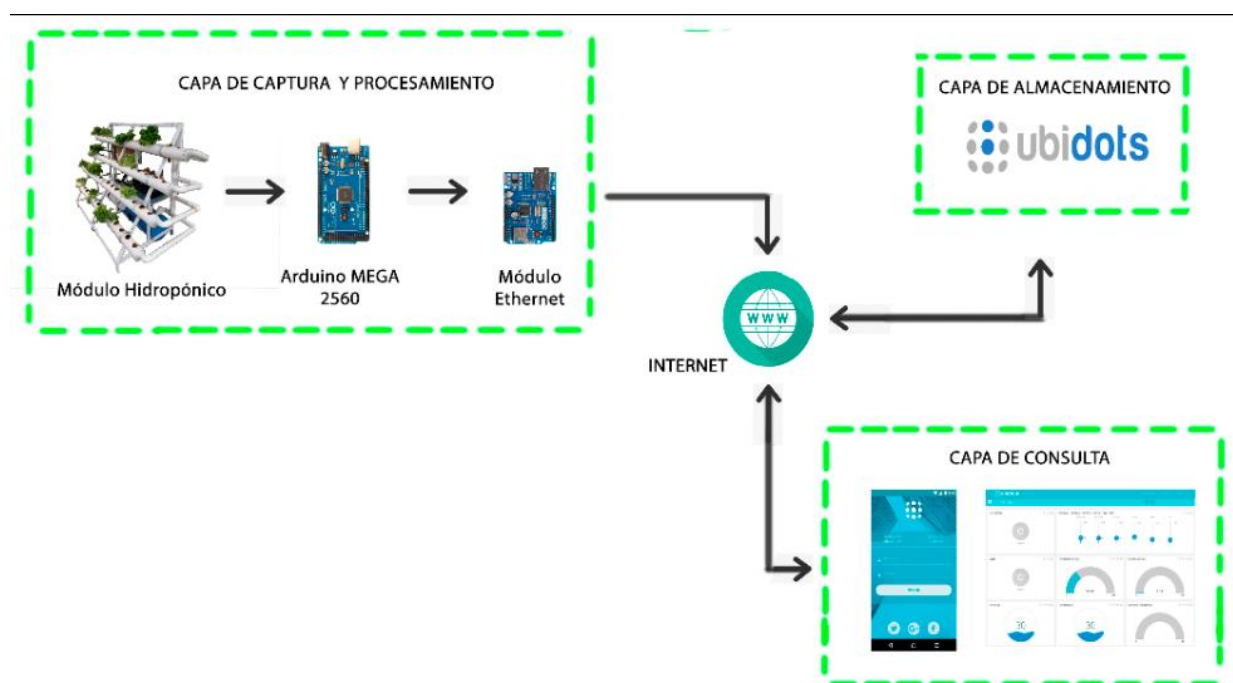 CAPA DE CAPTURA Y PROCESAMIENTO
Módulo Hidropónico
Arduino MEGA
2560
Módulo
Ethernet
CAPA DE ALMACENAMIENTO
ubidots
WWW
INTERNET
CAPA DE CONSULTA
30
30